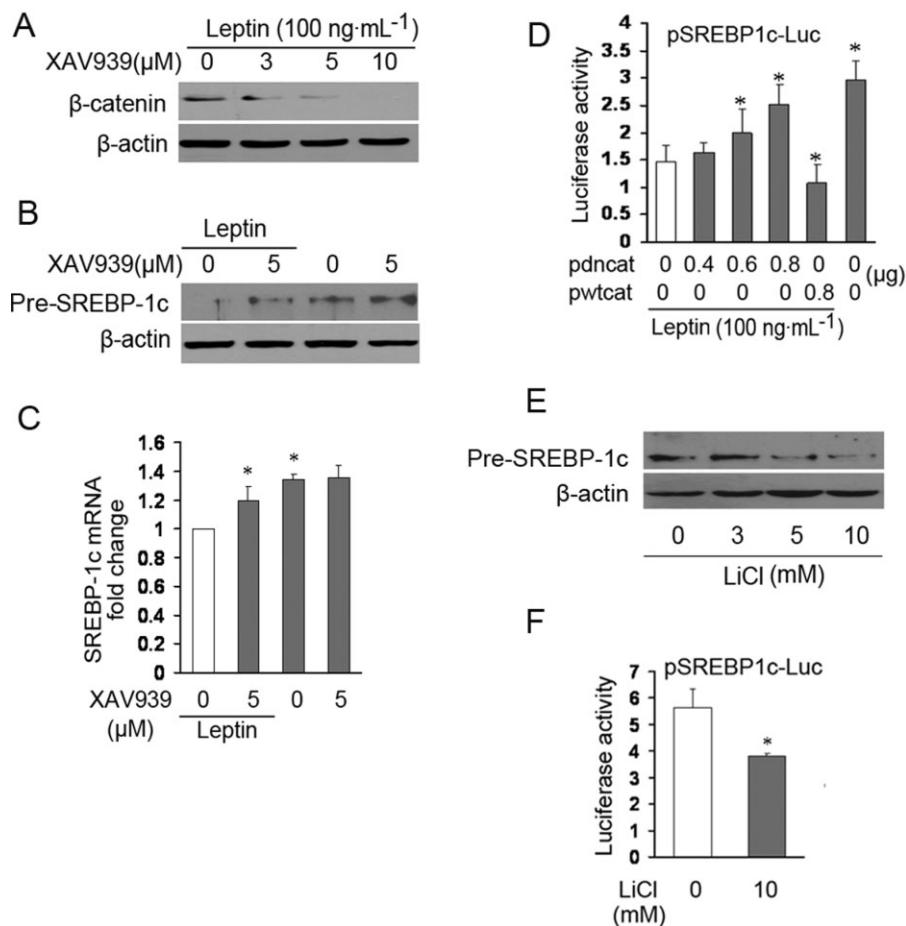 A
Leptin (100 ng·mL⁻¹)
XAV939(μM) 0 3 5 10
β-catenin
β-actin
B
Leptin
XAV939(μM) 0 5 0 5
Pre-SREBP-1c
β-actin
C
SREBP-1c mRNA
fold change
1.6
1.4
1.2
1
0.8
0.6
0.4
0.2
0
* *
XAV939 0 5 0 5
(μM) Leptin
D
pSREBP1c-Luc
Luciferase activity
4
3.5
3
2.5
2
1.5
1
0.5
0
* * * *
pdncat 0 0.4 0.6 0.8 0 0 (μg)
pwtcat 0 0 0 0 0.8 0
Leptin (100 ng·mL⁻¹)
E
Pre-SREBP-1c
β-actin
0 3 5 10
LiCl (mM)
F
pSREBP1c-Luc
Luciferase activity
7
6
5
4
3
2
1
0
*
LiCl 0 10
(mM)